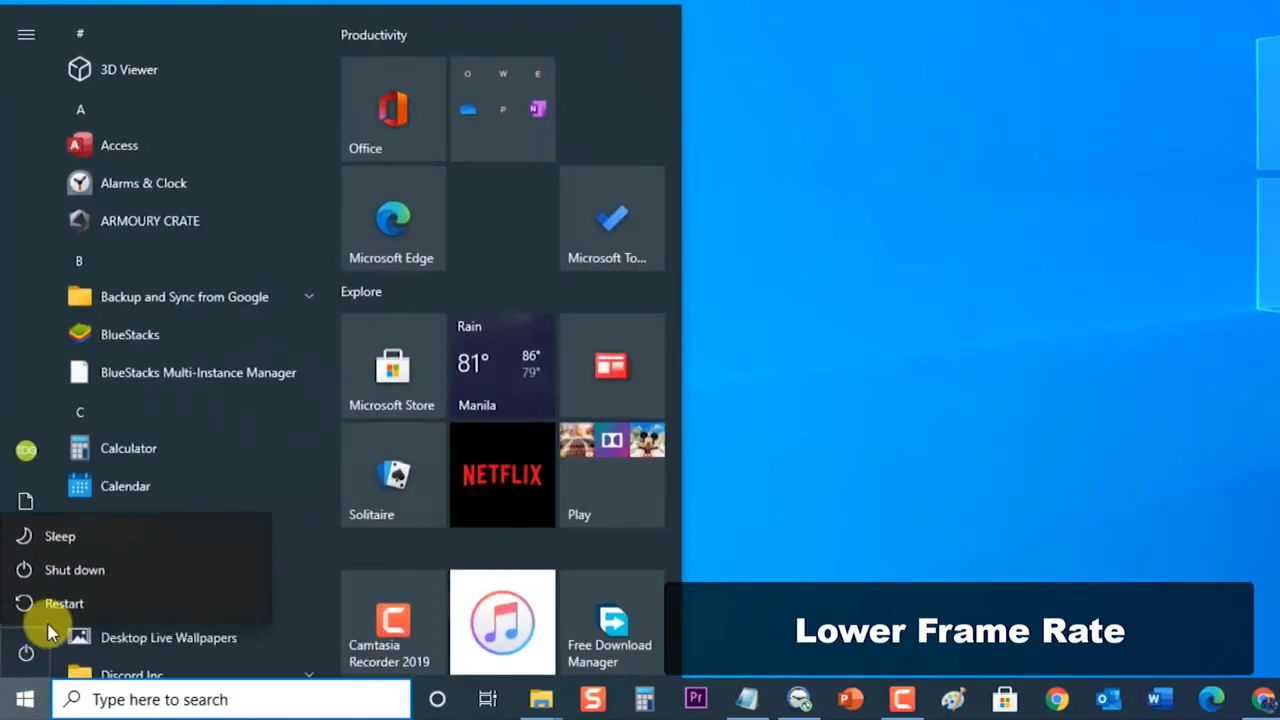 #
3D Viewer
A
Access
Alarms & Clock
ARMOURY CRATE
B
Backup and Sync from Google
BlueStacks
BlueStacks Multi-Instance Manager
C
Calculator
Calendar
Sleep
Shut down
Restart
Desktop Live Wallpapers
Discord Inc
Type here to search
Productivity
Office
O W E
P N
Microsoft Edge
Microsoft To...
Explore
Microsoft Store
Rain
81° 86°
79°
Manila
Solitaire
NETFLIX
Play
Camtasia
Recorder 2019
Free Download
Manager
Lower Frame Rate